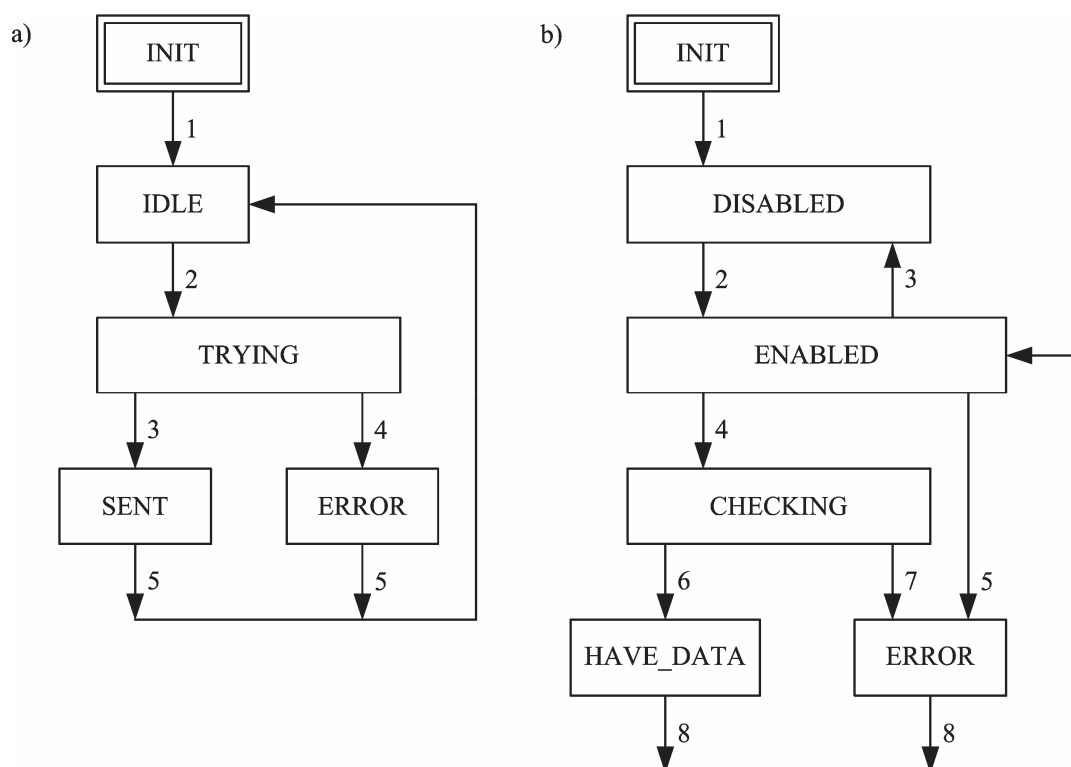 a)
INIT
1
IDLE
2
TRYING
3
4
SENT
ERROR
5
5
b)
INIT
1
DISABLED
2
3
ENABLED
4
5
CHECKING
6
7
HAVE_DATA
ERROR
8
8